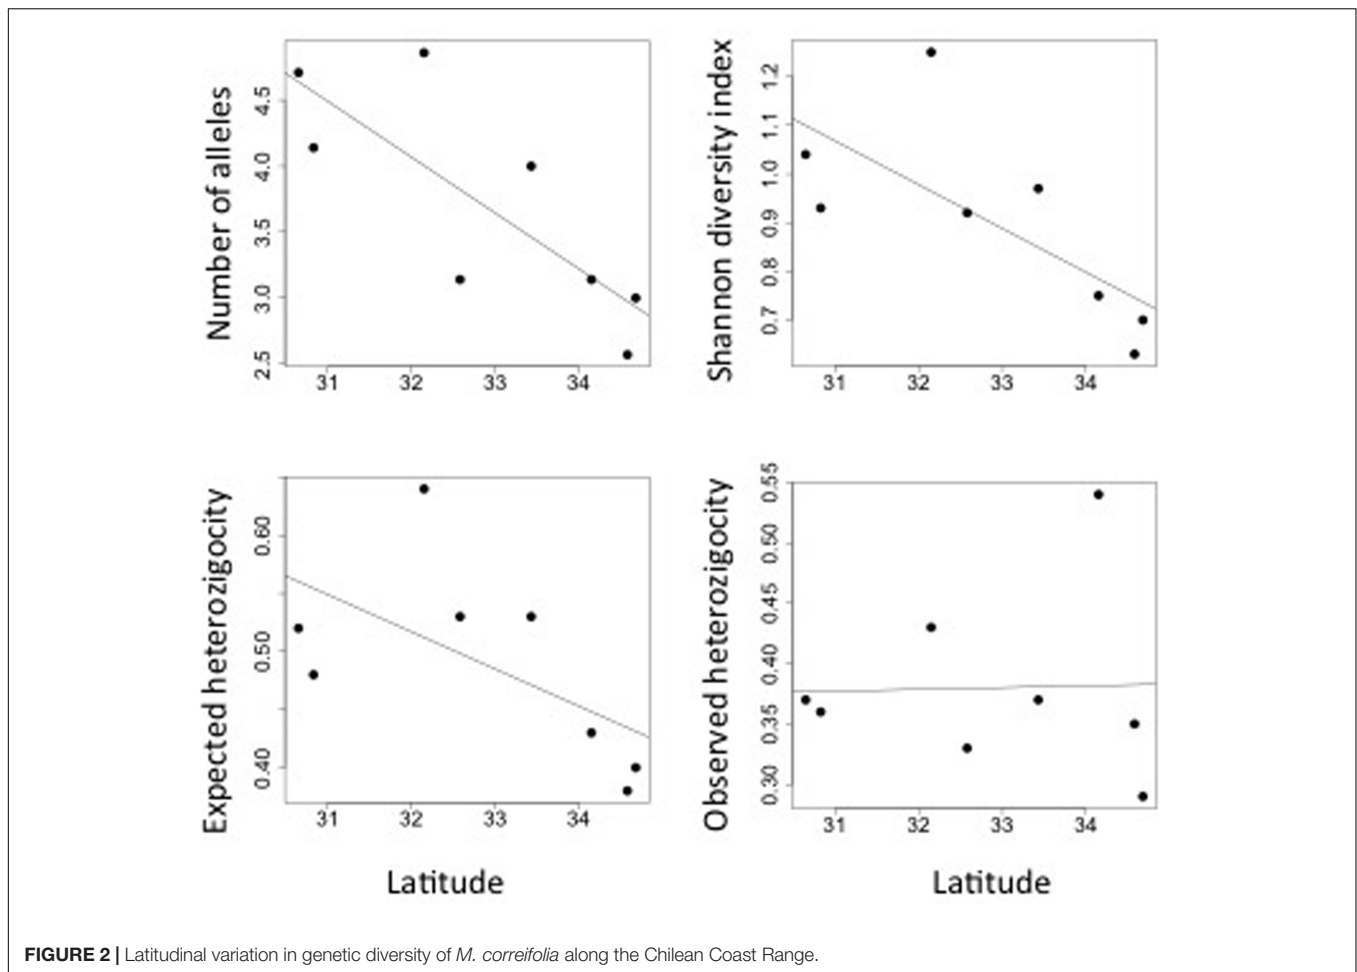 Number of alleles
4.5
4.0
3.5
3.0
2.5
31 32 33 34
Shannon diversity index
1.2
1.1
1.0
0.9
0.8
0.7
31 32 33 34
Expected heterozigocity
0.60
0.50
0.40
31 32 33 34
Latitude
Observed heterozigocity
0.55
0.50
0.45
0.40
0.35
0.30
31 32 33 34
Latitude
FIGURE 2 | Latitudinal variation in genetic diversity of M. correifolia along the Chilean Coast Range.